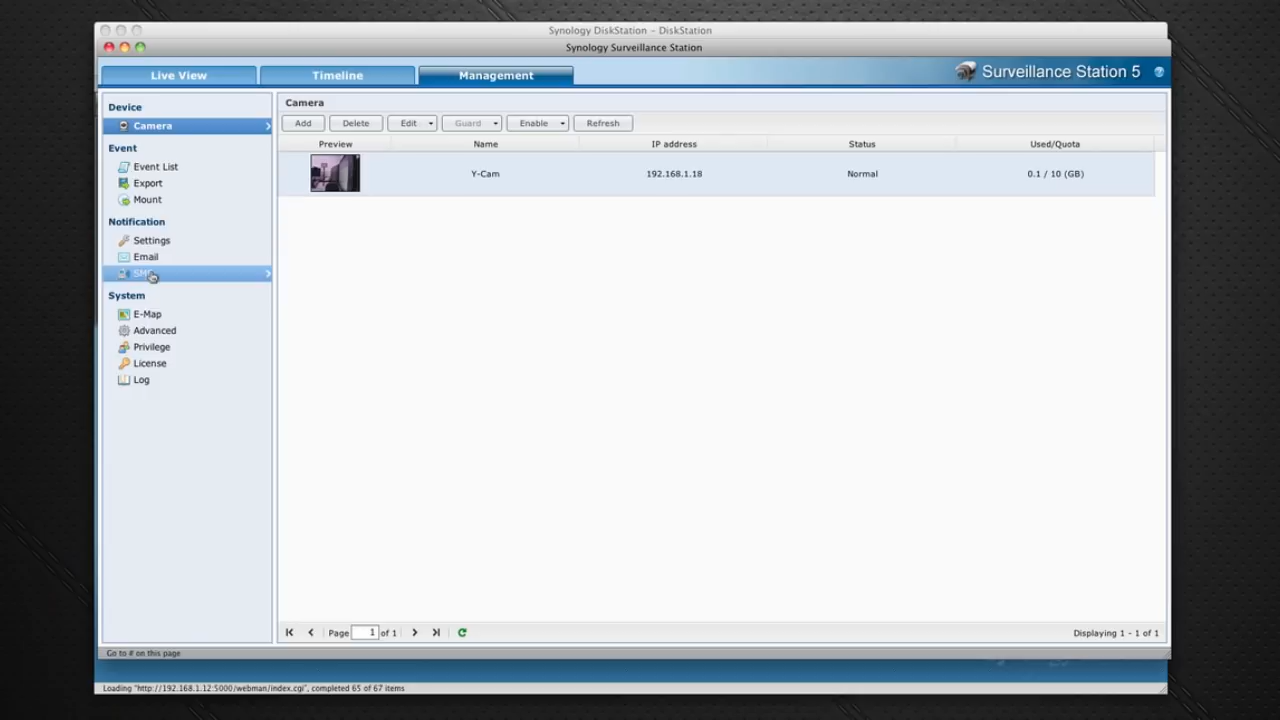 Synology DiskStation – DiskStation
Synology Surveillance Station
Live View
Timeline
Management
Surveillance Station 5
Device
Camera
Event
Event List
Export
Mount
Notification
Settings
Email
SMS
System
E-Map
Advanced
Privilege
License
Log
Camera
Add
Delete
Edit
Guard
Enable
Refresh
Preview Name IP address Status Used/Quota
Y-Cam 192.168.1.18 Normal 0.1 / 10 (GB)
Page 1 of 1
Displaying 1 - 1 of 1
Go to # on this page
Loading "http://192.168.1.12:5000/webman/index.cgi", completed 65 of 67 items